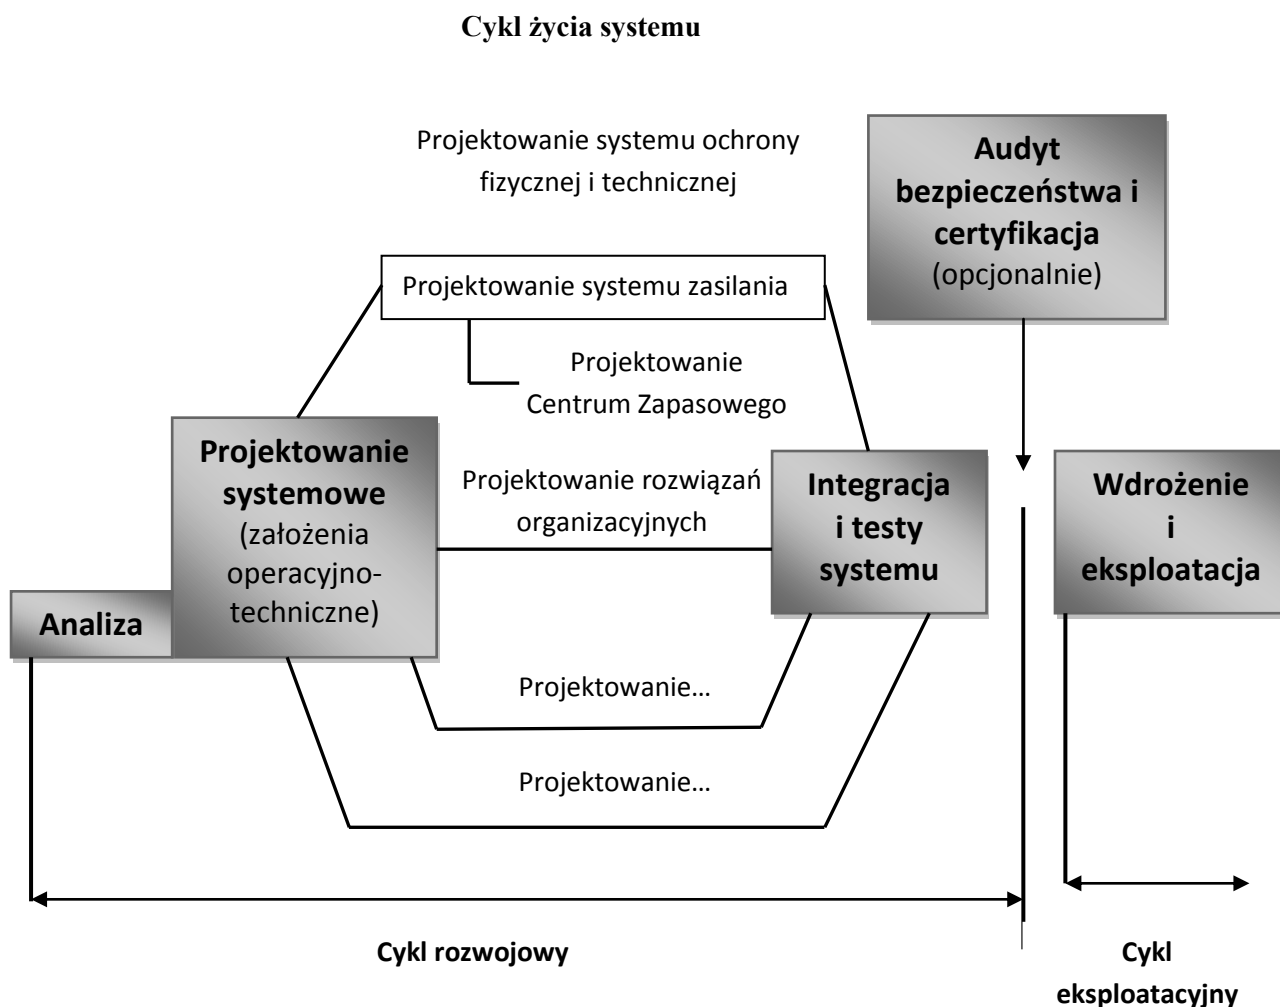 Cykl życia systemu
Projektowanie systemu ochrony
fizycznej i technicznej
Audyt
bezpieczeństwa i
certyfikacja
(opcjonalnie)
Projektowanie systemu zasilania
Projektowanie
Centrum Zapasowego
Projektowanie
systemowe
(założenia
operacyjno-
techniczne)
Projektowanie rozwiązań
organizacyjnych
Integracja
i testy
systemu
Wdrożenie
i
eksploatacja
Analiza
Projektowanie...
Projektowanie...
Cykl rozwojowy
Cykl
eksploatacyjny